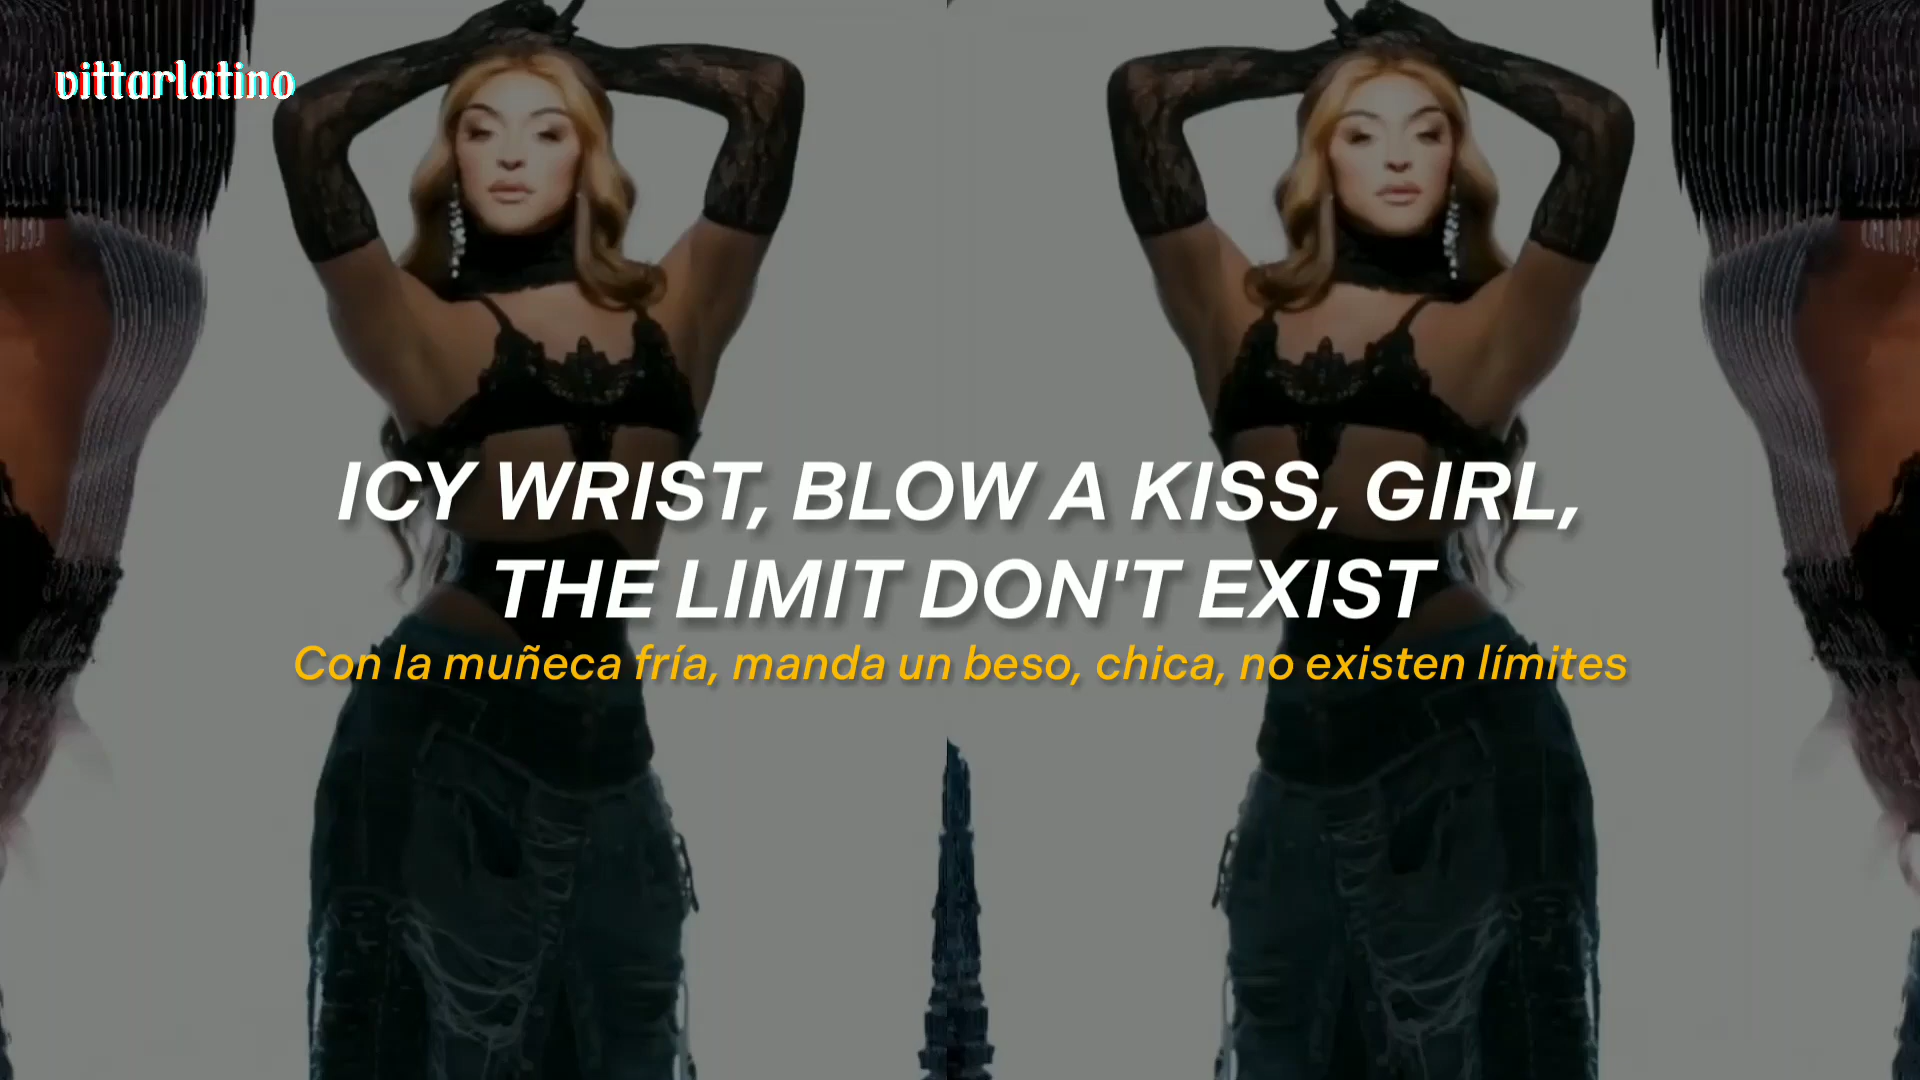 vittarlatino
ICY WRIST, BLOW A KISS, GIRL,
THE LIMIT DON'T EXIST
Con la muñeca fría, manda un beso, chica, no existen límites